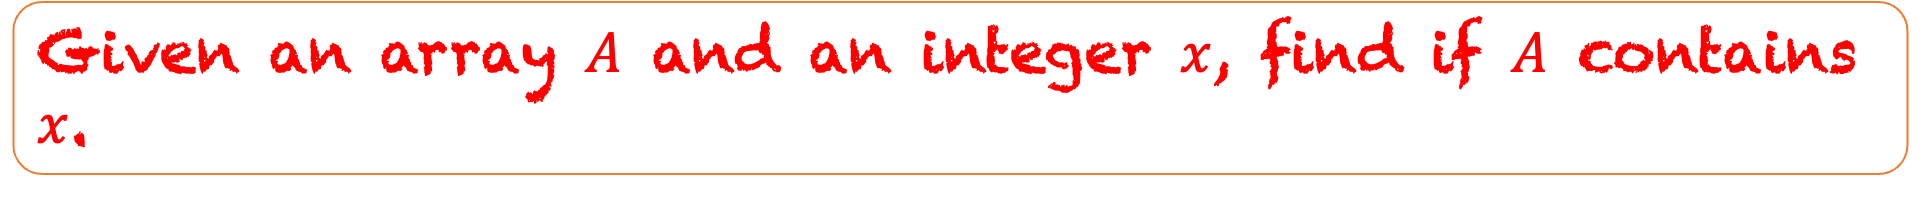 Given an array A and an integer x, find if A contains
x.